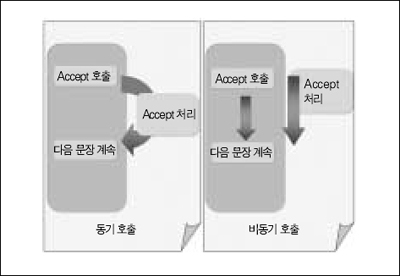 Accept 호출
Accept 처리
다음 문장 계속
동기 호출
Accept 호출
Accept
처리
다음 문장 계속
비동기 호출